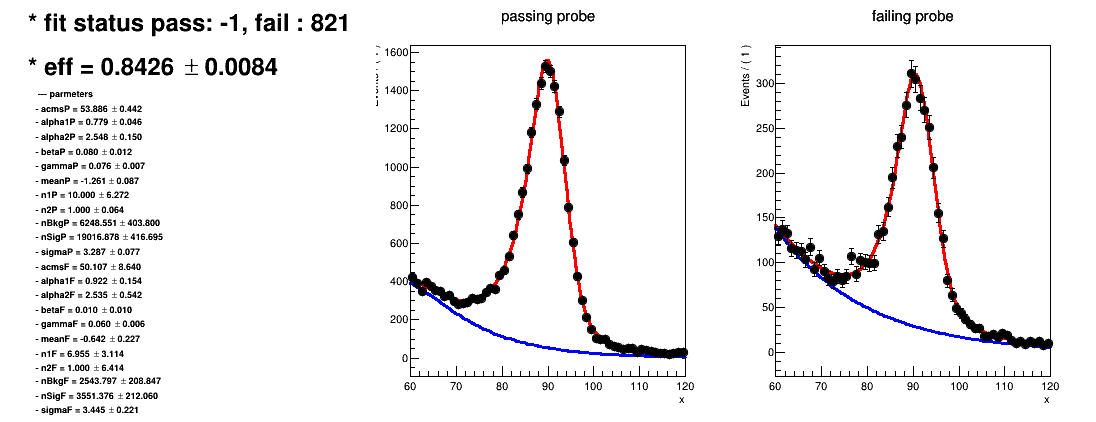 * fit status pass: -1, fail : 821
* eff = 0.8426 ± 0.0084
--- parmeters
- acmsP = 53.886 ± 0.442
- alpha1P = 0.779 ± 0.046
- alpha2P = 2.548 ± 0.150
- betaP = 0.080 ± 0.012
- gammaP = 0.076 ± 0.007
- meanP = -1.261 ± 0.087
- n1P = 10.000 ± 6.272
- n2P = 1.000 ± 0.064
- nBkgP = 6248.551 ± 403.800
- nSigP = 19016.878 ± 416.695
- sigmaP = 3.287 ± 0.077
- acmsF = 50.107 ± 8.640
- alpha1F = 0.922 ± 0.154
- alpha2F = 2.535 ± 0.542
- betaF = 0.010 ± 0.010
- gammaF = 0.060 ± 0.006
- meanF = -0.642 ± 0.227
- n1F = 6.955 ± 3.114
- n2F = 1.000 ± 6.414
- nBkgF = 2543.797 ± 208.847
- nSigF = 3551.376 ± 212.060
- sigmaF = 3.445 ± 0.221
passing probe
1600
1400
1200
1000
800
600
400
200
0
60 70 80 90 100 110 120
x
failing probe
Events / ( 1 )
300
250
200
150
100
50
0
60 70 80 90 100 110 120
x